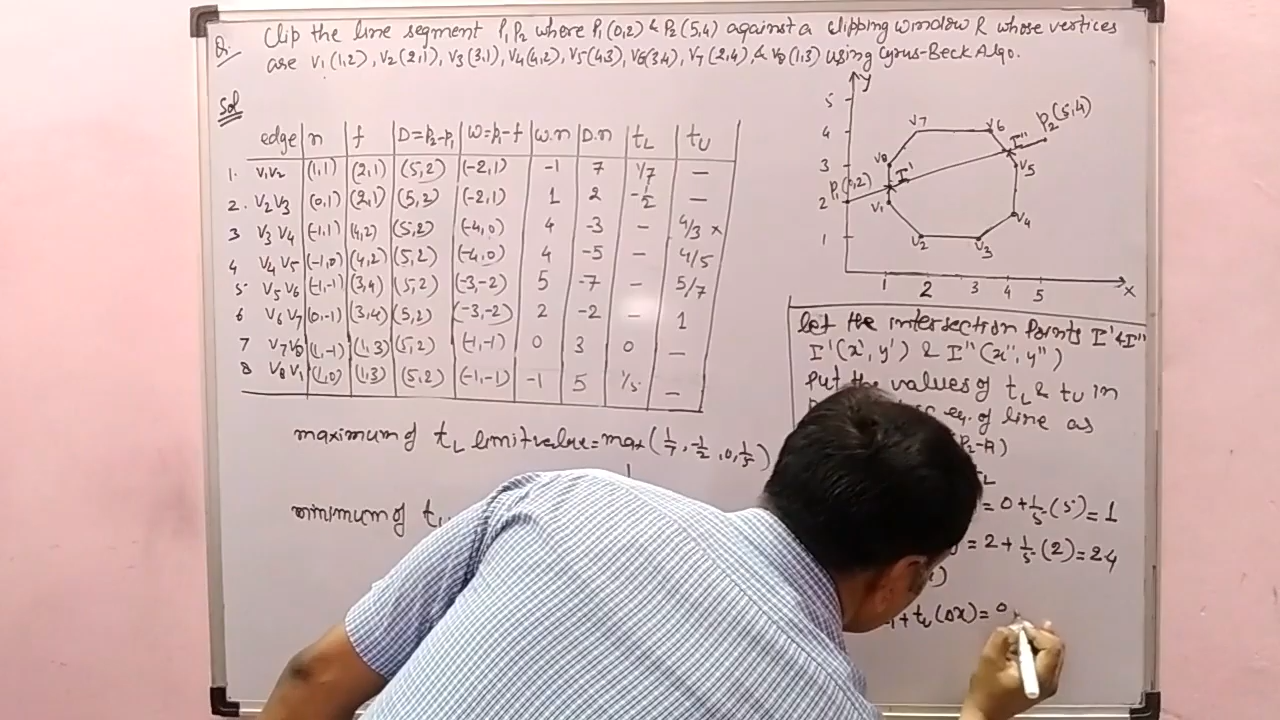 Q:- Clip the line segment P1P2 where P1(0,2) & P2(5,4) against a clipping window R whose vertices
are V1(1,2), V2(2,1), V3(3,1), V4(4,2), V5(4,3), V6(3,4), V7(2,4), & V8(1,3) using Cyrus-Beck Algo.
Sol
edge n f D=P2-P1 W=P1-f W.n D.n tL tU
1. V1V2 (1,1) (2,1) (5,2) (-2,1) -1 7 1/7 —
2. V2V3 (0,1) (2,1) (5,2) (-2,1) 1 2 -1/2 —
3 V3V4 (-1,1) (4,2) (5,2) (-4,0) 4 -3 - 4/3 x
4 V4V5 (-1,0) (4,2) (5,2) (-4,0) 4 -5 - 4/5
5 V5V6 (-1,-1) (3,4) (5,2) (-3,-2) 5 -7 - 5/7
6 V6V7 (0,-1) (3,4) (5,2) (-3,-2) 2 -2 - 1
7 V7V8 (1,-1) (1,3) (5,2) (-1,-1) 0 3 0 —
8 V8V1 (1,0) (1,3) (5,2) (-1,-1) -1 5 1/5 —
maximum of tL limit value = max(1/7, -1/2, 0, 1/5)
minimum of
y
5
4
3
2
1
1 2 3 4 5 x
V7 V6 I'' P2(5,4)
V8 I' V5
P1(0,2)
V1 V4
V2 V3
let the intersection points I' & I''
I'(x',y') & I''(x'',y'')
put the values of tL & tU in
eq. of line as
= 0+1/5(5)=1
= 2+1/5(2)=2.4
+tU(Δx)= 0